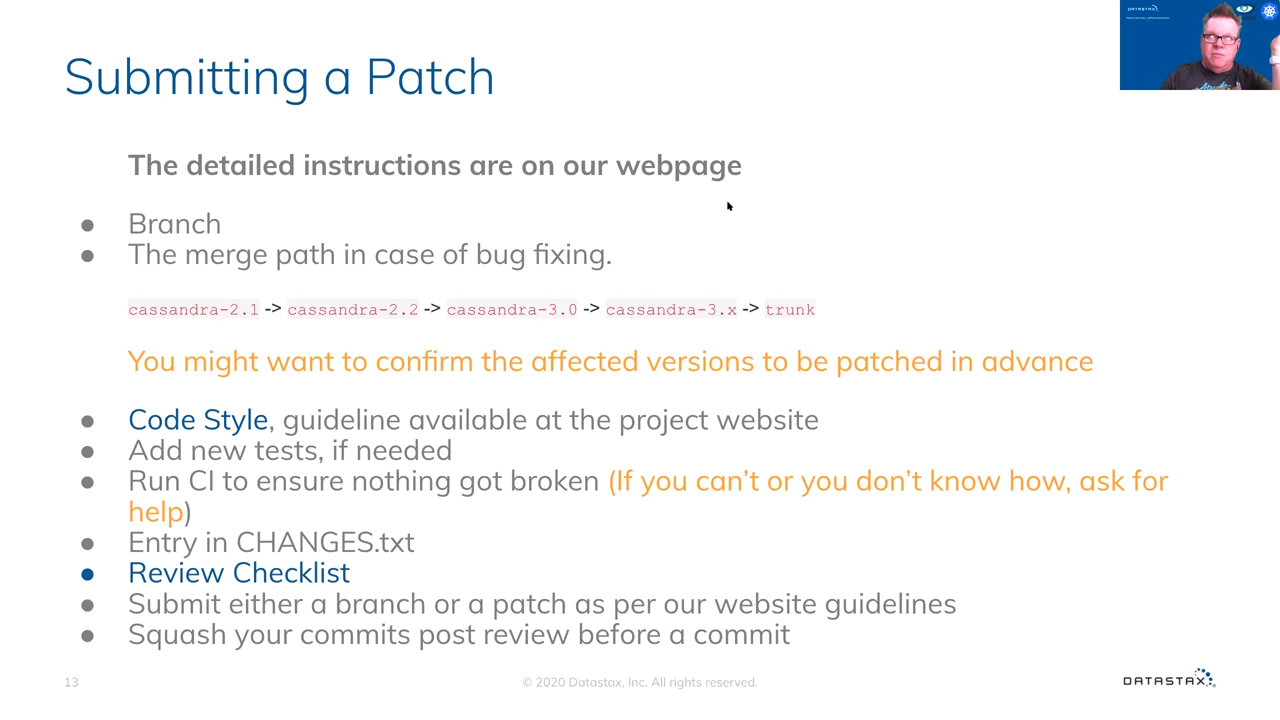 DATASTAX
Submitting a Patch
The detailed instructions are on our webpage
● Branch
● The merge path in case of bug fixing.
cassandra-2.1 -> cassandra-2.2 -> cassandra-3.0 -> cassandra-3.x -> trunk
You might want to confirm the affected versions to be patched in advance
● Code Style, guideline available at the project website
● Add new tests, if needed
● Run CI to ensure nothing got broken (If you can’t or you don’t know how, ask for
help)
● Entry in CHANGES.txt
● Review Checklist
● Submit either a branch or a patch as per our website guidelines
● Squash your commits post review before a commit
13
© 2020 Datastax, Inc. All rights reserved.
DATASTAX